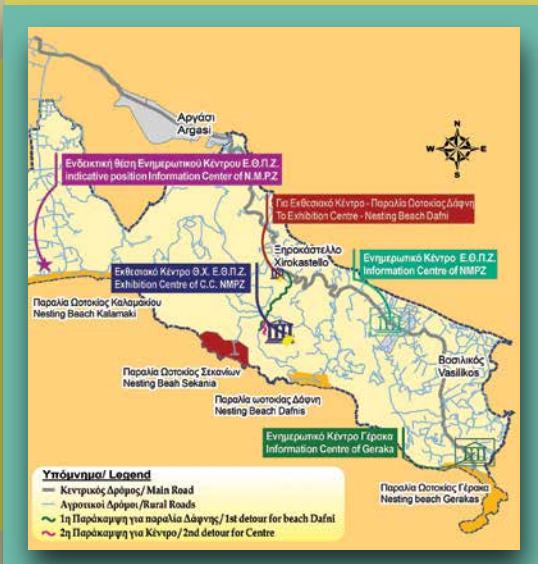 Αργάσι
Argasi
N
W
E
S
Ενδεικτική θέση Ενημερωτικού Κέντρου Ε.Θ.Π.Ζ.
indicative position Information Center of N.M.P.Z
Για Εκθεσιακό Κέντρο - Παραλία Ωοτοκίας Δάφνη
To Exhibition Centre - Nesting Beach Dafni
Ξηροκάστελλο
Xirokastello
Ενημερωτικό Κέντρο Ε.Θ.Π.Ζ.
Information Centre of NMPZ
Εκθεσιακό Κέντρο Θ.Χ. Ε.Θ.Π.Ζ.
Exhibition Centre of C.C. NMPZ
Παραλία Ωοτοκίας Καλαμακίου
Nesting Beach Kalamaki
Βασιλικός
Vasilikos
Παραλία Ωοτοκίας Σεκανίων
Nesting Beah Sekania
Παραλία ωοτοκίας Δάφνη
Nesting Beach Dafnis
Ενημερωτικό Κέντρο Γέρακα
Information Centre of Geraka
Παραλία Ωοτοκίας Γέρακα
Nesting beach Gerakas
Υπόμνημα/ Legend
Κεντρικός Δρόμος/ Main Road
Αγροτικοί Δρόμοι /Rural Roads
1η Παράκαμψη για παραλία Δάφνης/ 1st detour for beach Dafni
2η Παράκαμψη για Κέντρο/ 2nd detour for Centre